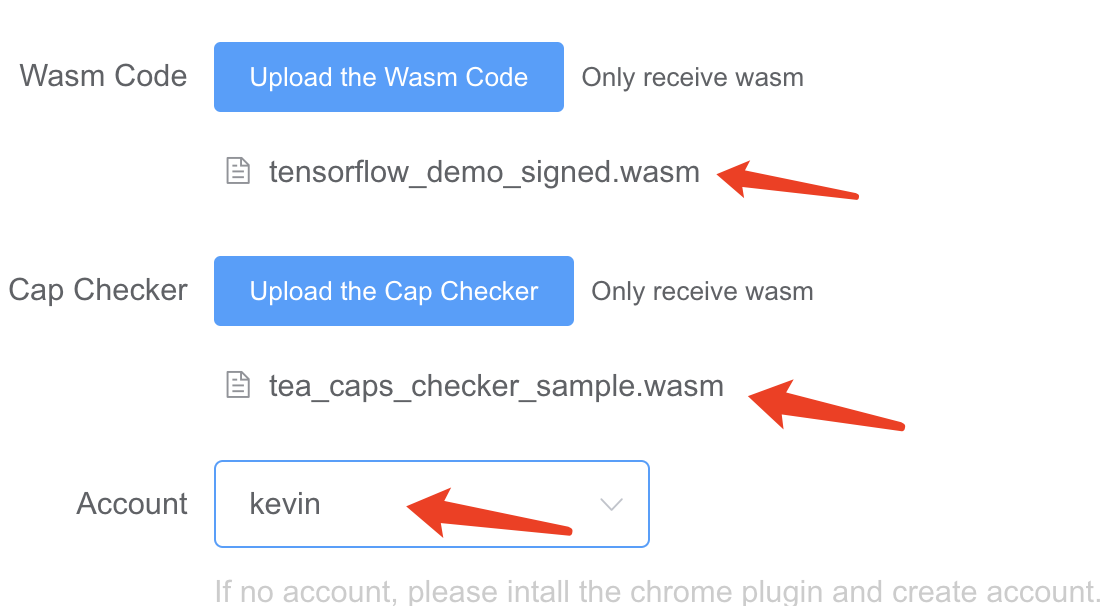 Wasm Code Upload the Wasm Code Only receive wasm
tensorflow_demo_signed.wasm
Cap Checker Upload the Cap Checker Only receive wasm
tea_caps_checker_sample.wasm
Account kevin
If no account, please intall the chrome plugin and create account.